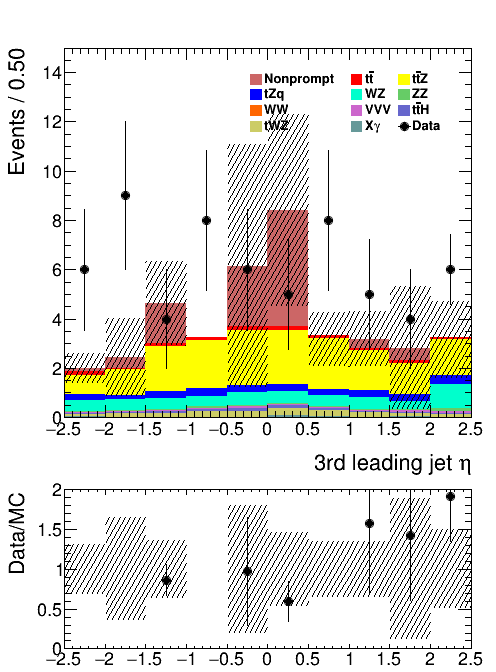 Events / 0.50
14
12
10
8
6
4
2
0
Nonprompt tt̄ tt̄Z
tZq WZ ZZ
WW VVV tt̄H
tWZ Xγ Data
−2.5 −2 −1.5 −1 −0.5 0 0.5 1 1.5 2 2.5
3rd leading jet η
Data/MC
2
1.5
1
0.5
0
−2.5 −2 −1.5 −1 −0.5 0 0.5 1 1.5 2 2.5